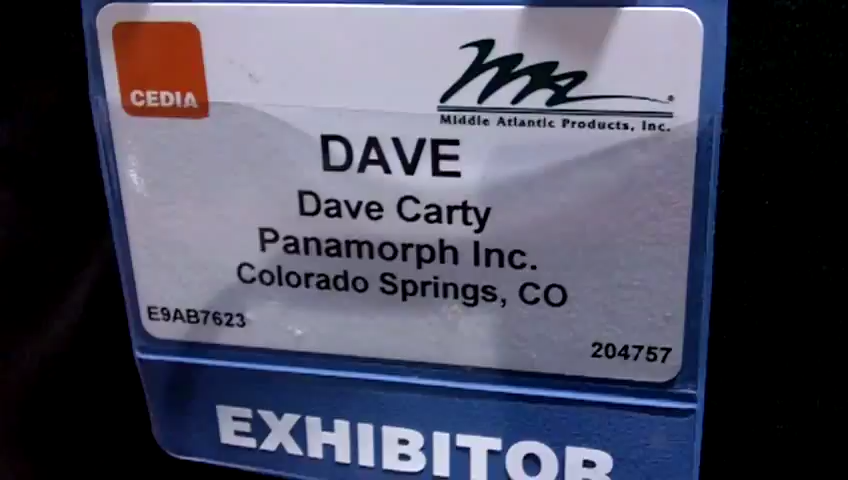 CEDIA
Middle Atlantic Products, Inc.
DAVE
Dave Carty
Panamorph Inc.
Colorado Springs, CO
E9AB7623
204757
EXHIBITOR